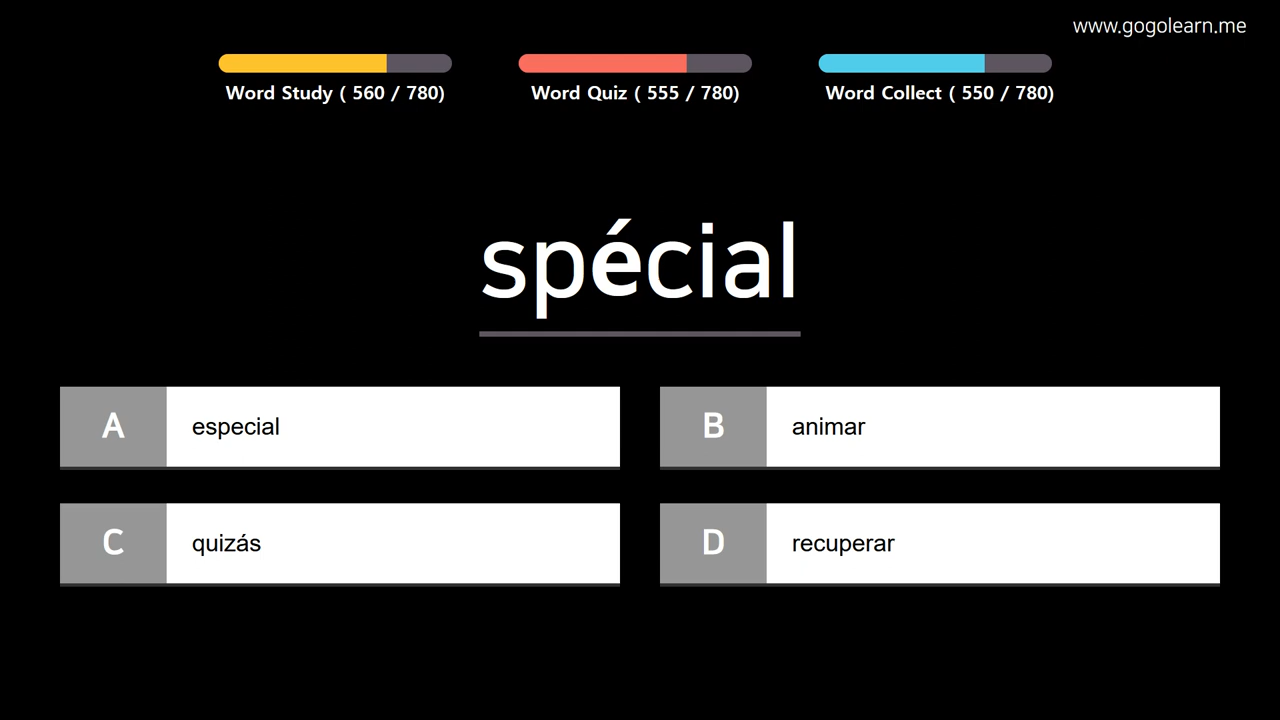 www.gogolearn.me
Word Study ( 560 / 780)
Word Quiz ( 555 / 780)
Word Collect ( 550 / 780)
spécial
A especial
B animar
C quizás
D recuperar